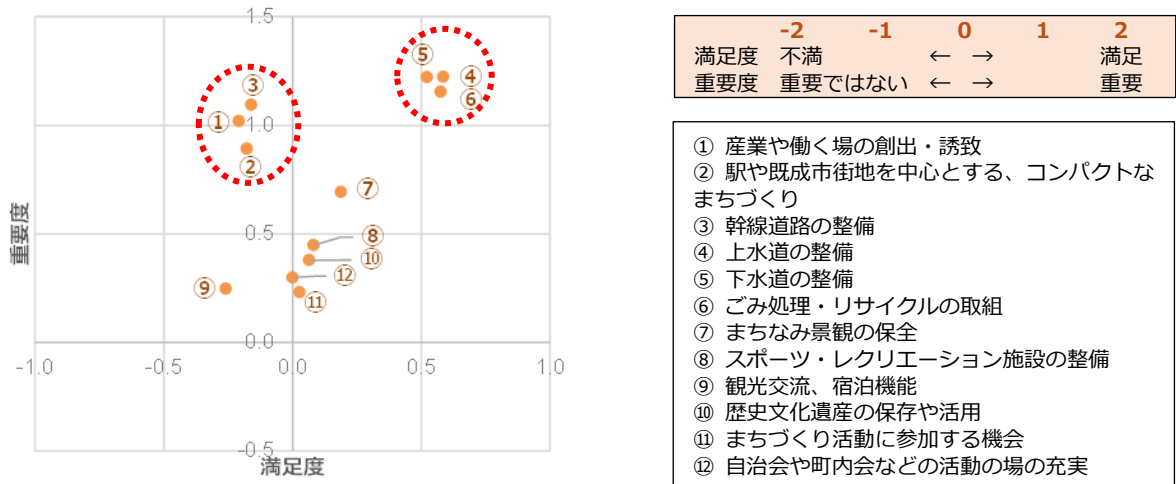 1.5
⑤
④
⑥
③
①
1.0
②
⑦
重要度
0.5
⑧
⑩
⑫
⑨
⑪
0.0
-1.0
-0.5
0.0
0.5
1.0
-0.5
満足度
-2 -1 0 1 2
満足度 不満 ← → 満足
重要度 重要ではない ← → 重要
① 産業や働く場の創出・誘致
② 駅や既成市街地を中心とする、コンパクトな
まちづくり
③ 幹線道路の整備
④ 上水道の整備
⑤ 下水道の整備
⑥ ごみ処理・リサイクルの取組
⑦ まちなみ景観の保全
⑧ スポーツ・レクリエーション施設の整備
⑨ 観光交流、宿泊機能
⑩ 歴史文化遺産の保存や活用
⑪ まちづくり活動に参加する機会
⑫ 自治会や町内会などの活動の場の充実